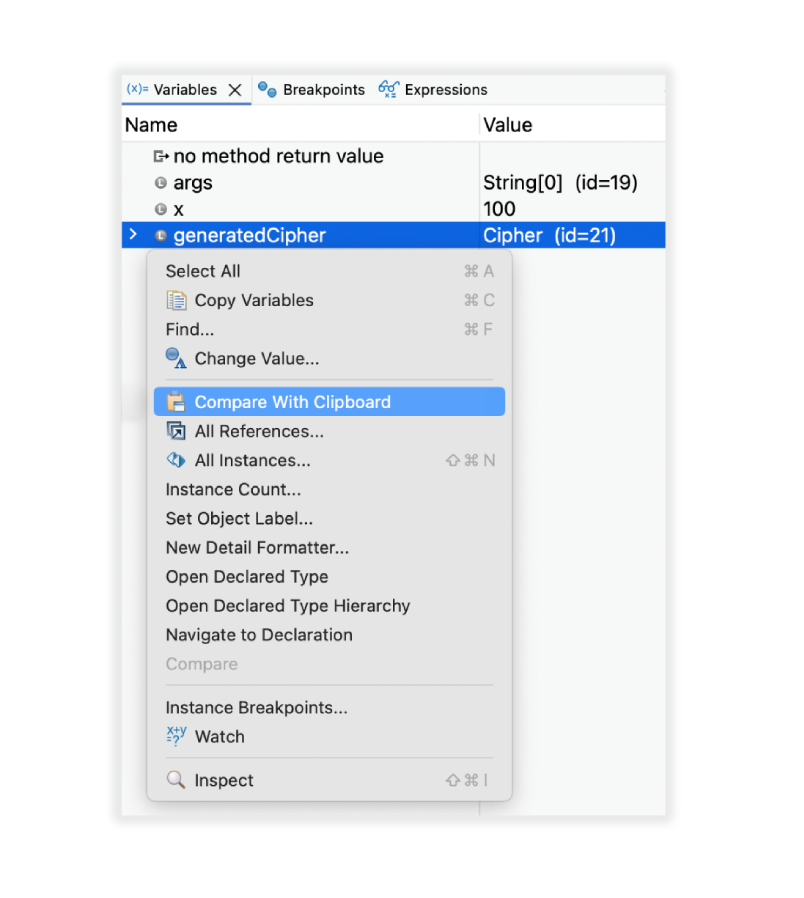 (x)= Variables Breakpoints Expressions
Name Value
no method return value
args String[0] (id=19)
x 100
generatedCipher Cipher (id=21)
Select All ⌘ A
Copy Variables ⌘ C
Find... ⌘ F
Change Value...
Compare With Clipboard
All References...
All Instances... ⇧ ⌘ N
Instance Count...
Set Object Label...
New Detail Formatter...
Open Declared Type
Open Declared Type Hierarchy
Navigate to Declaration
Compare
Instance Breakpoints...
Watch
Inspect ⇧ ⌘ I